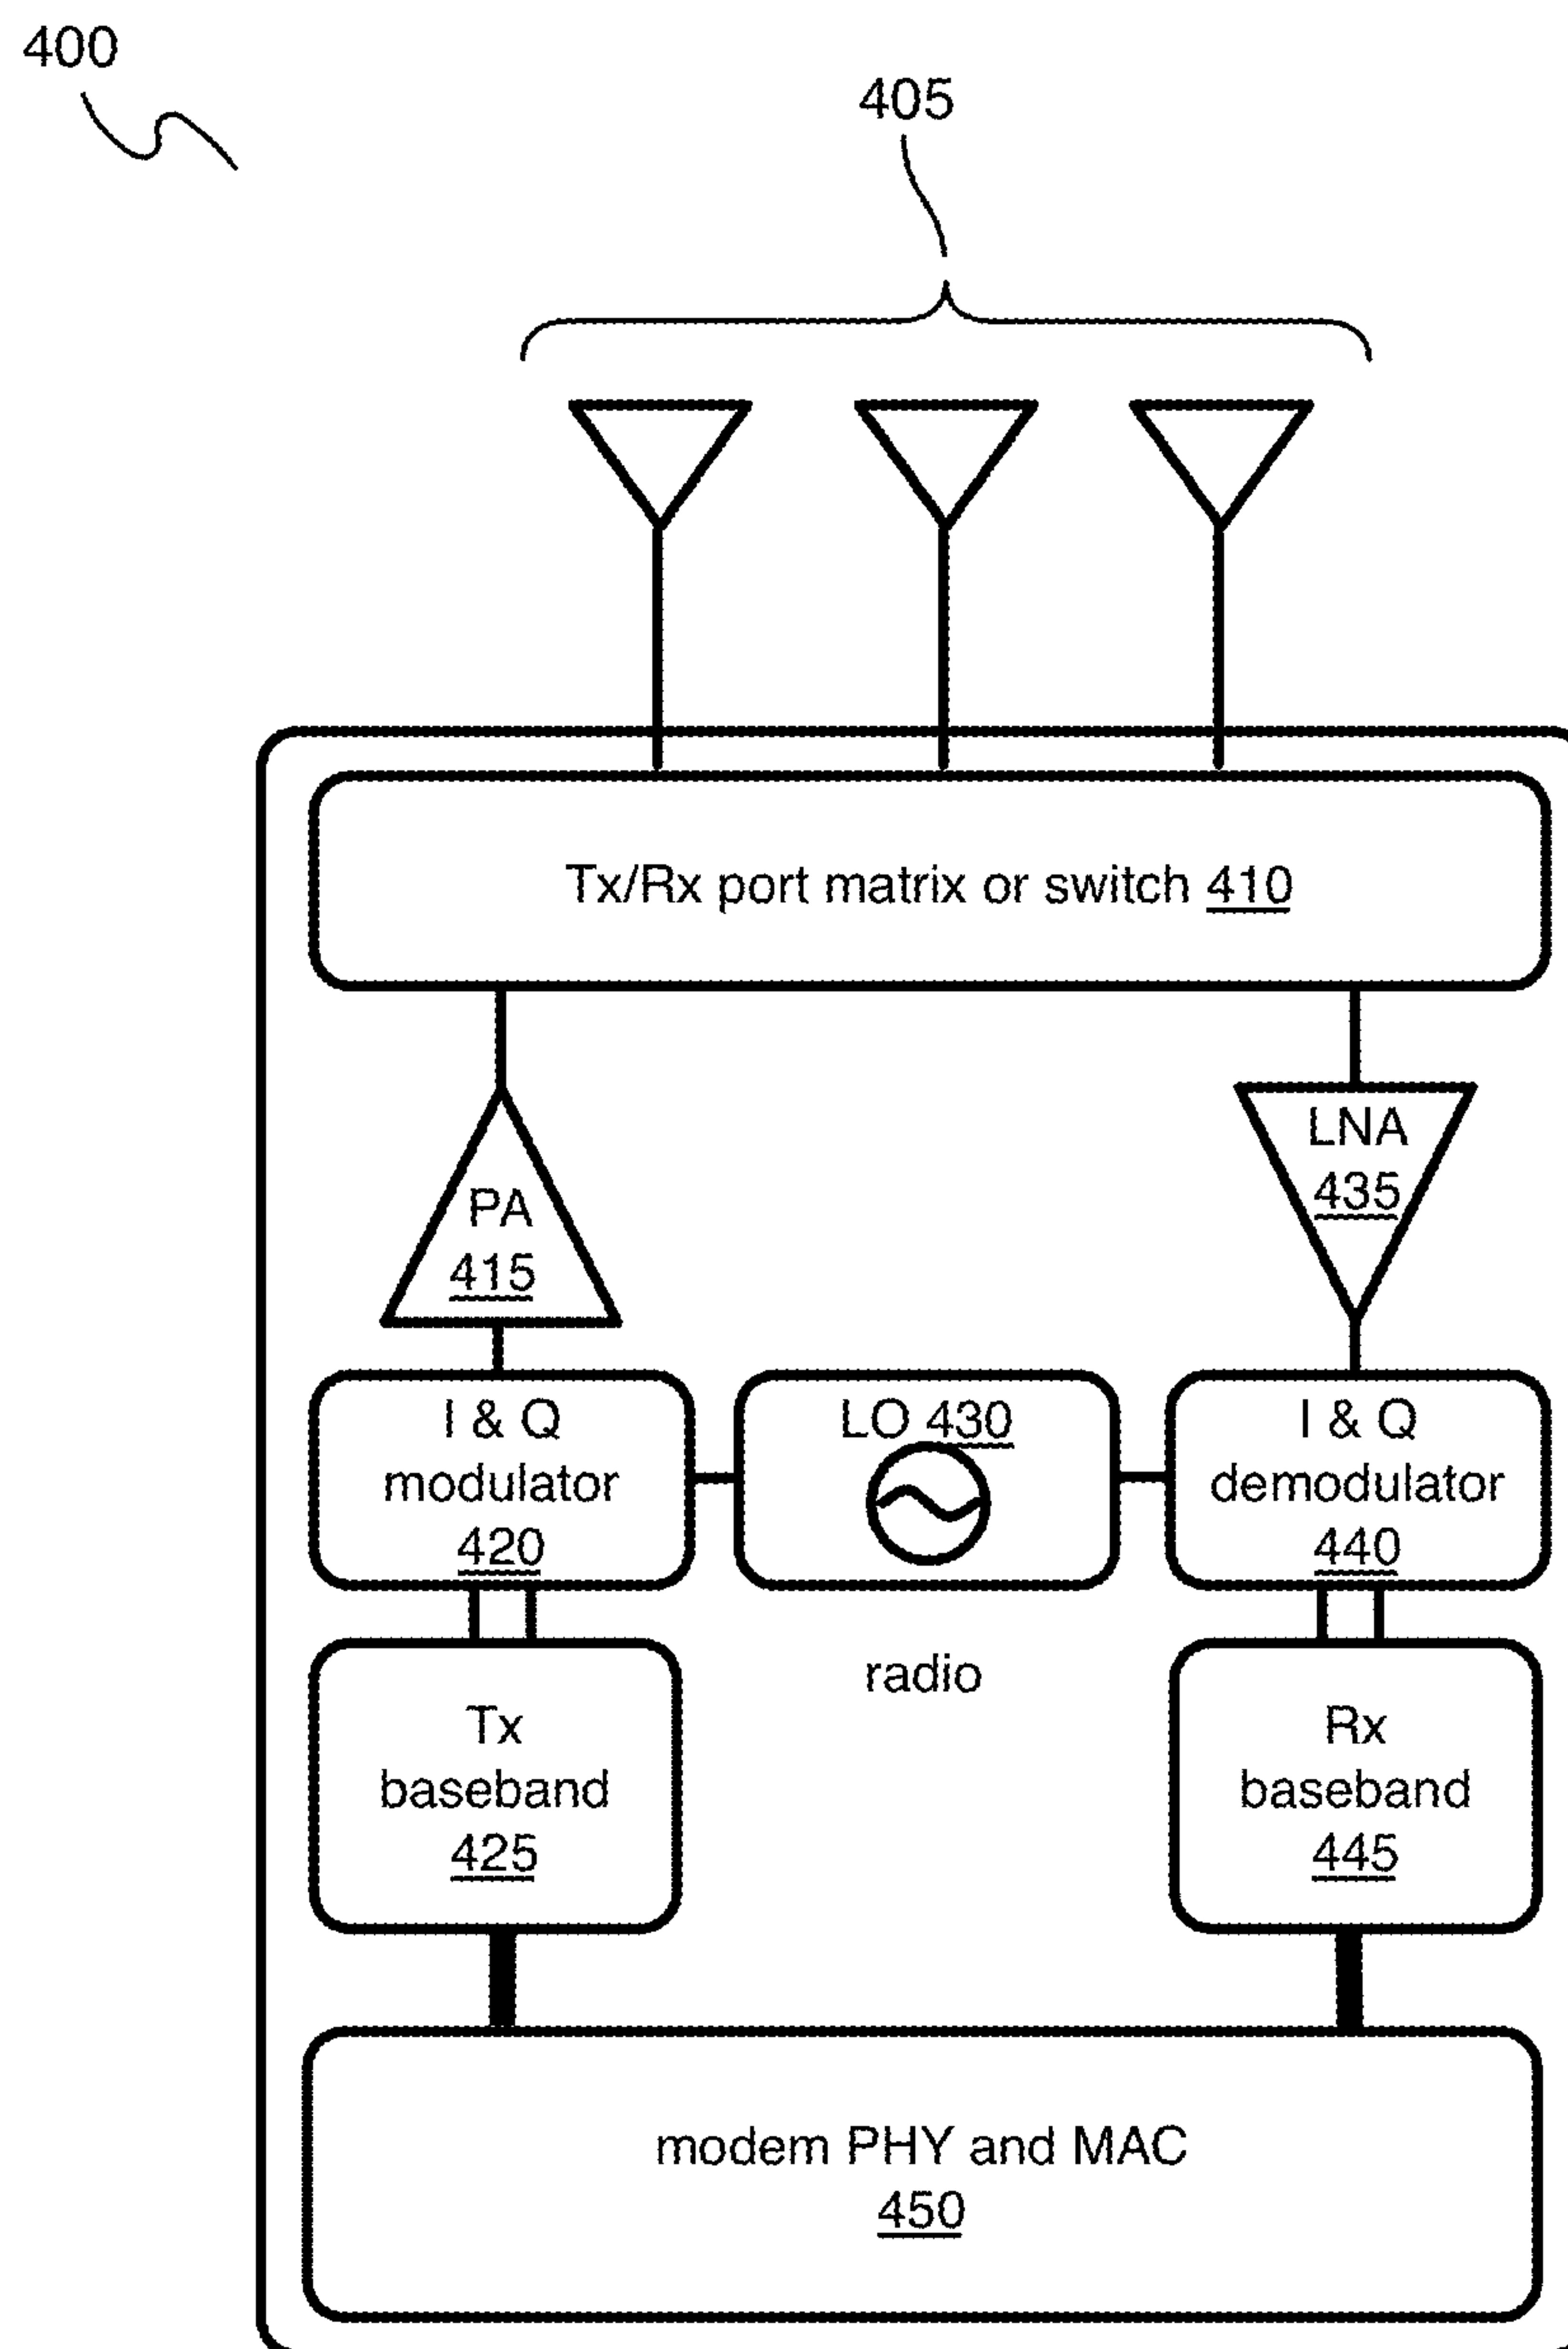 400
405
Tx/Rx port matrix or switch 410
PA
415
LNA
435
I & Q
modulator
420
LO 430
I & Q
demodulator
440
radio
Tx
baseband
425
Rx
baseband
445
modem PHY and MAC
450